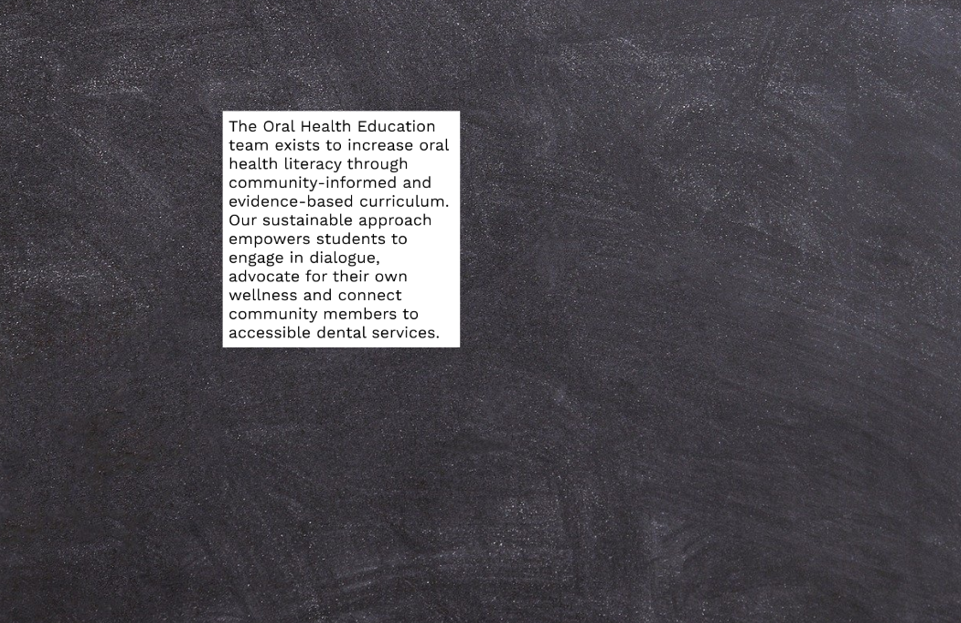 The Oral Health Education
team exists to increase oral
health literacy through
community-informed and
evidence-based curriculum.
Our sustainable approach
empowers students to
engage in dialogue,
advocate for their own
wellness and connect
community members to
accessible dental services.